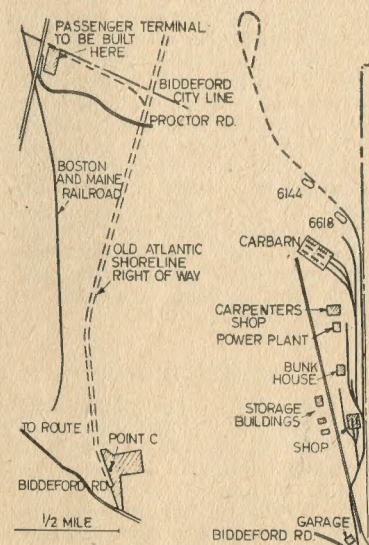 PASSENGER TERMINAL
TO BE BUILT
HERE
BIDDEFORD
CITY LINE
PROCTOR RD.
BOSTON
AND MAINE
RAILROAD
OLD ATLANTIC
SHORELINE
RIGHT OF WAY
TO ROUTE 1
POINT C
BIDDEFORD RD.
1/2 MILE
6144
6618
CARBARN
CARPENTERS
SHOP
POWER PLANT
BUNK
HOUSE
STORAGE
BUILDINGS
SHOP
GARAGE
BIDDEFORD RD.